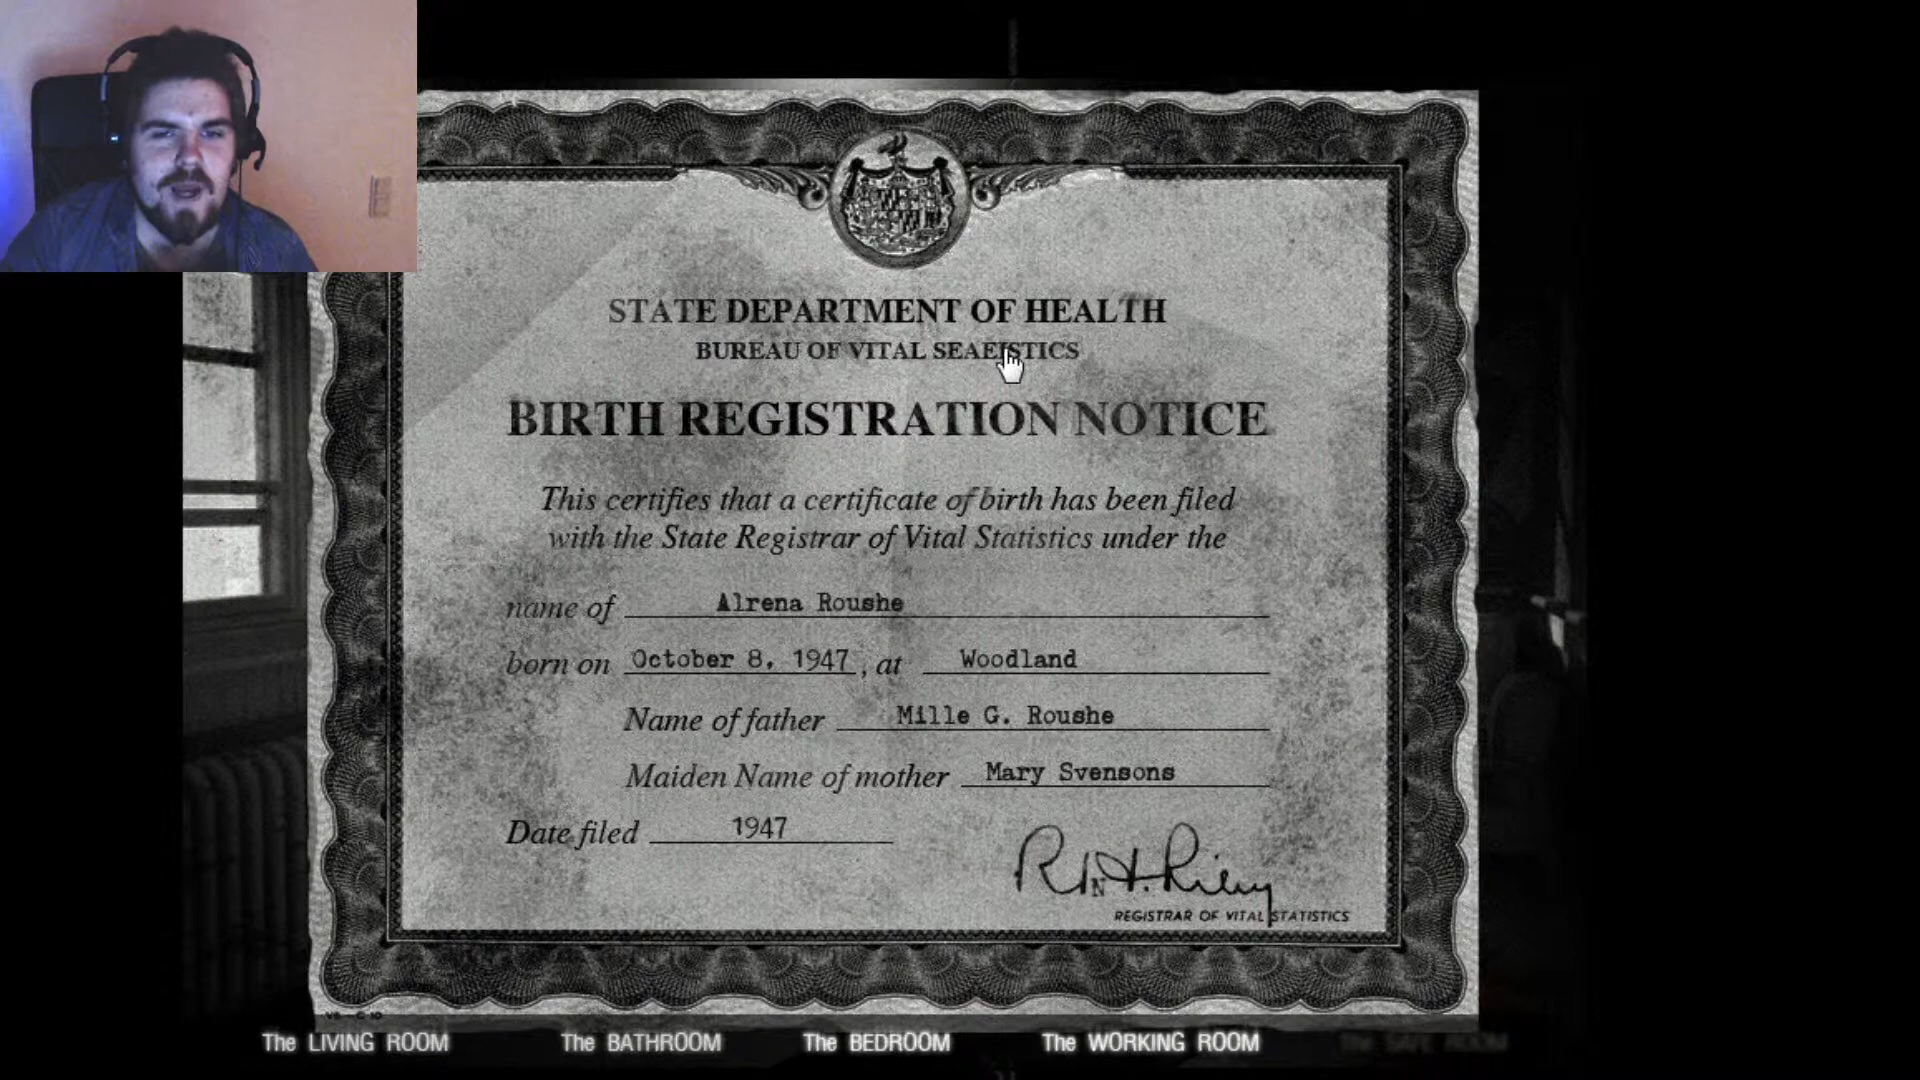 STATE DEPARTMENT OF HEALTH
BUREAU OF VITAL SEAEISTICS
BIRTH REGISTRATION NOTICE
This certifies that a certificate of birth has been filed
with the State Registrar of Vital Statistics under the
name of Alrena Roushe
born on October 8, 1947, at Woodland
Name of father Mille G. Roushe
Maiden Name of mother Mary Svensons
Date filed 1947
REGISTRAR OF VITAL STATISTICS
The LIVING ROOM The BATHROOM The BEDROOM The WORKING ROOM